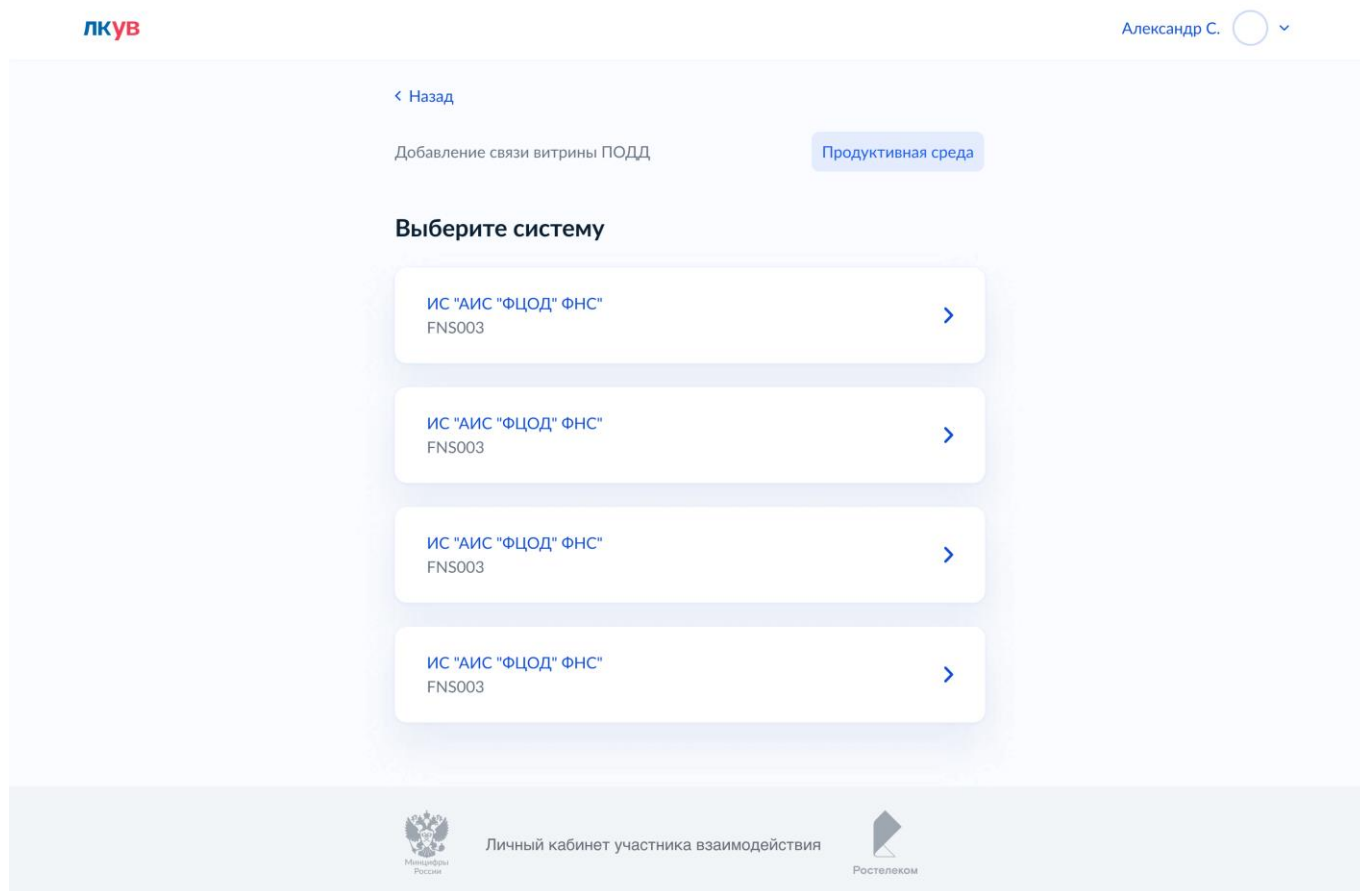 лкув
Александр С.
Назад
Добавление связи витрины ПОДД
Продуктивная среда
Выберите систему
ИС "АИС "ФЦОД" ФНС"
FNS003
ИС "АИС "ФЦОД" ФНС"
FNS003
ИС "АИС "ФЦОД" ФНС"
FNS003
ИС "АИС "ФЦОД" ФНС"
FNS003
Минцифры
России
Личный кабинет участника взаимодействия
Ростелеком